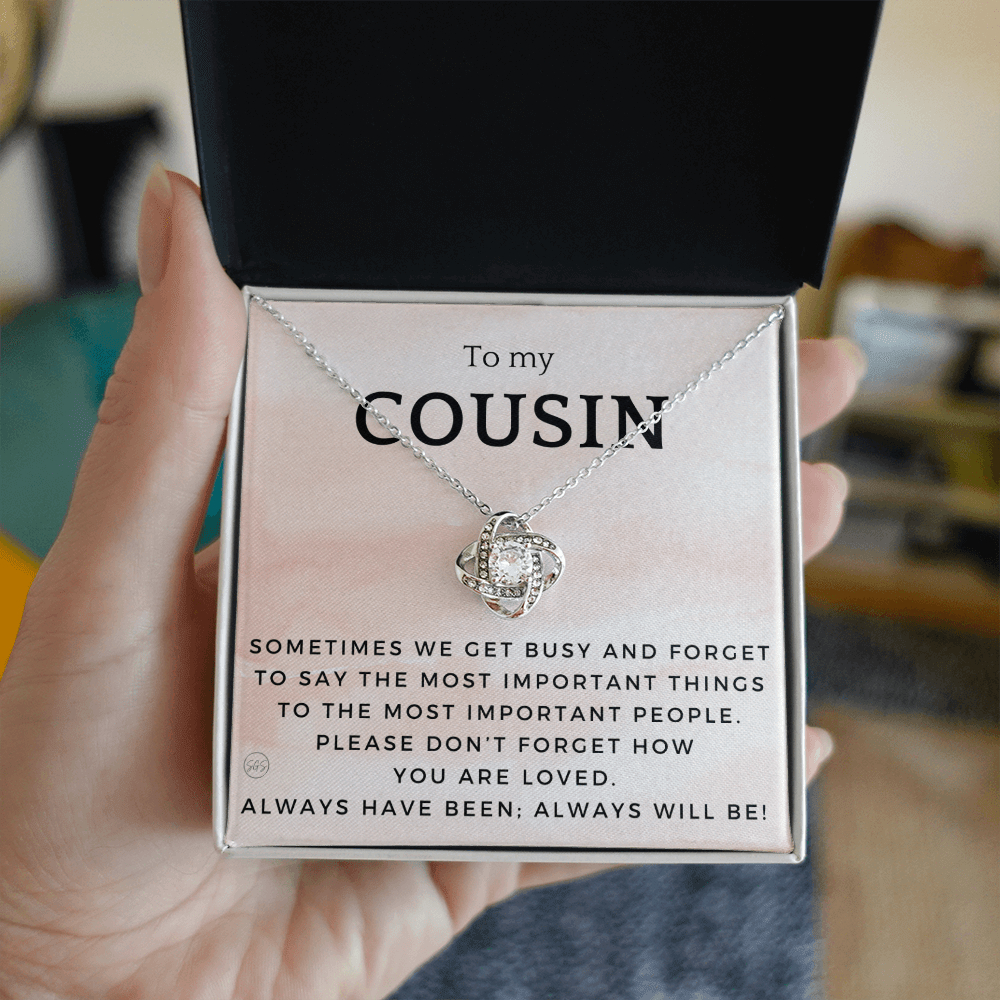 To my
COUSIN
SOMETIMES WE GET BUSY AND FORGET
TO SAY THE MOST IMPORTANT THINGS
TO THE MOST IMPORTANT PEOPLE.
PLEASE DON'T FORGET HOW
SGS
YOU ARE LOVED.
ALWAYS HAVE BEEN; ALWAYS WILL BE!